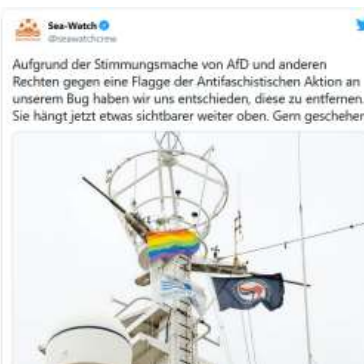 Sea-Watch
@seawatchcrew
Aufgrund der Stimmungsmache von AfD und anderen
Rechten gegen eine Flagge der Antifaschistischen Aktion an
unserem Bug haben wir uns entschieden, diese zu entfernen.
Sie hängt jetzt etwas sichtbarer weiter oben. Gern geschehen